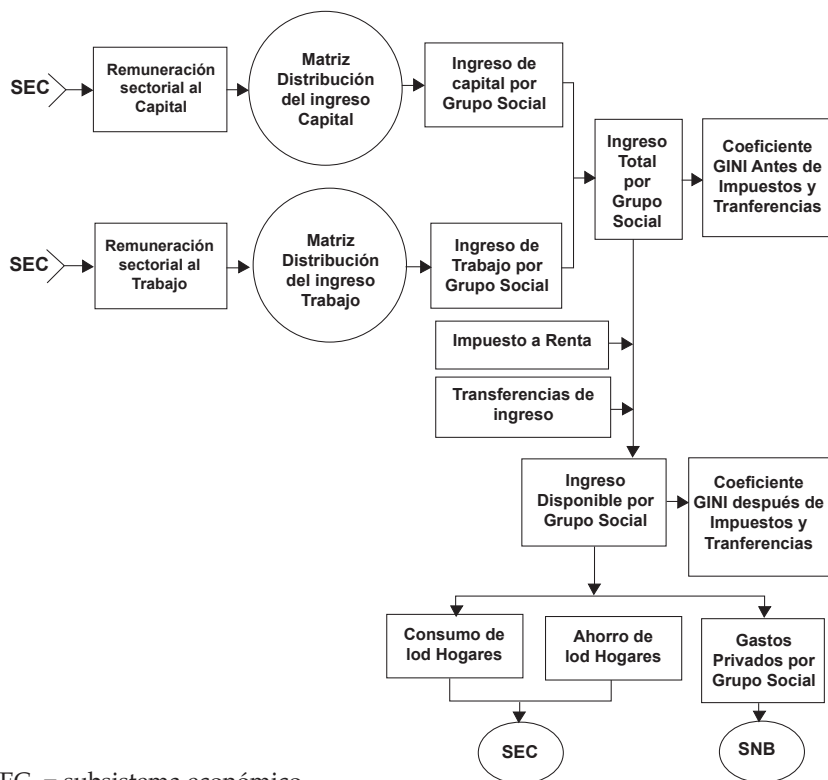 SEC
Remuneración
sectorial al
Capital
Matriz
Distribución
del ingreso
Capital
Ingreso de
capital por
Grupo Social
Ingreso
Total
por
Grupo
Social
Coeficiente
GINI Antes de
Impuestos y
Tranferencias
SEC
Remuneración
sectorial al
Trabajo
Matriz
Distribución
del ingreso
Trabajo
Ingreso de
Trabajo por
Grupo Social
Impuesto a Renta
Transferencias de
ingreso
Ingreso
Disponible por
Grupo Social
Coeficiente
GINI después de
Impuestos y
Tranferencias
Consumo de
lod Hogares
Ahorro de
lod Hogares
Gastos
Privados por
Grupo Social
SEC
SNB
= subsistema económico